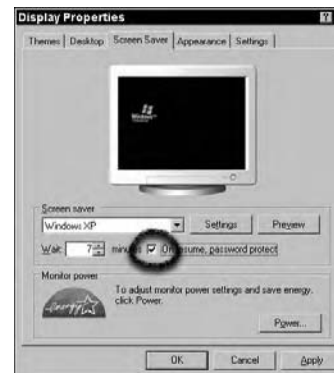 Display Properties
Themes Desktop Screen Saver Appearance Settings
Windows xp
Screen saver
Windows XP Settings Preview
Wait: 7 minutes On resume, password protect
Monitor power
To adjust monitor power settings and save energy,
click Power.
Power...
OK Cancel Apply